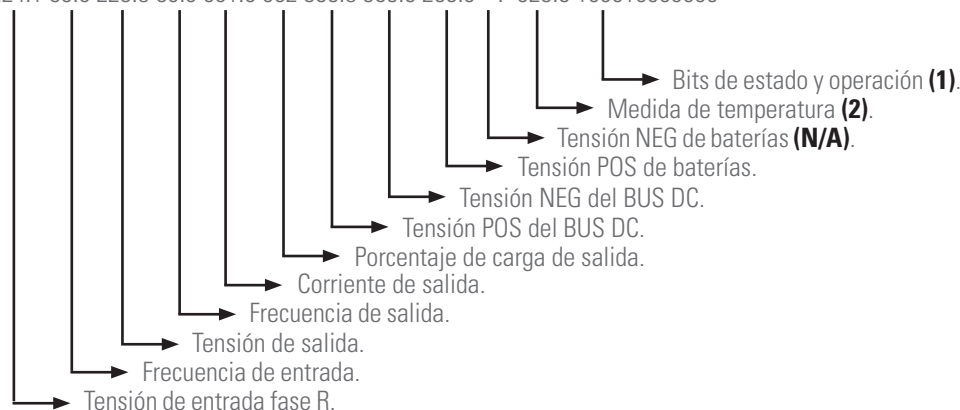 Bits de estado y operación (1).
Medida de temperatura (2).
Tensión NEG de baterías (N/A).
Tensión POS de baterías.
Tensión NEG del BUS DC.
Tensión POS del BUS DC.
Porcentaje de carga de salida.
Corriente de salida.
Frecuencia de salida.
Tensión de salida.
Frecuencia de entrada.
Tensión de entrada fase R.